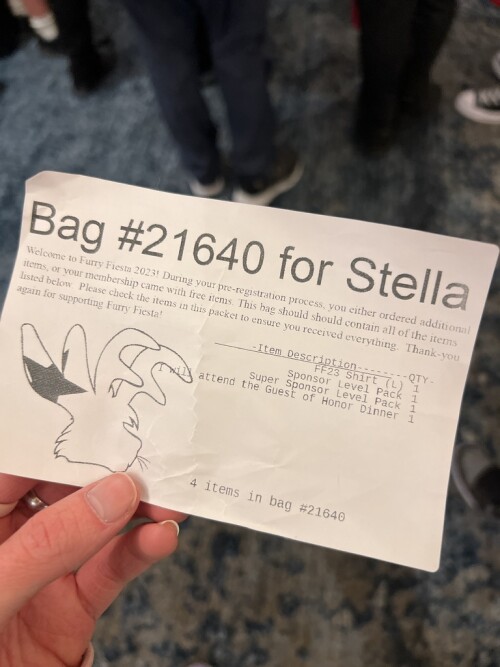 Bag #21640 for Stella
Welcome to Furry Fiesta 2023! During your pre-registration process, you either ordered additional
items, or your membership came with free items. This bag should should contain all of the items
listed below. Please check the items in this packet to ensure you received everything. Thank-you
again for supporting Furry Fiesta!
-----Item Description--------QTY-
FF23 Shirt (L) 1
Sponsor Level Pack 1
Super Sponsor Level Pack 1
I will attend the Guest of Honor Dinner 1
4 items in bag #21640